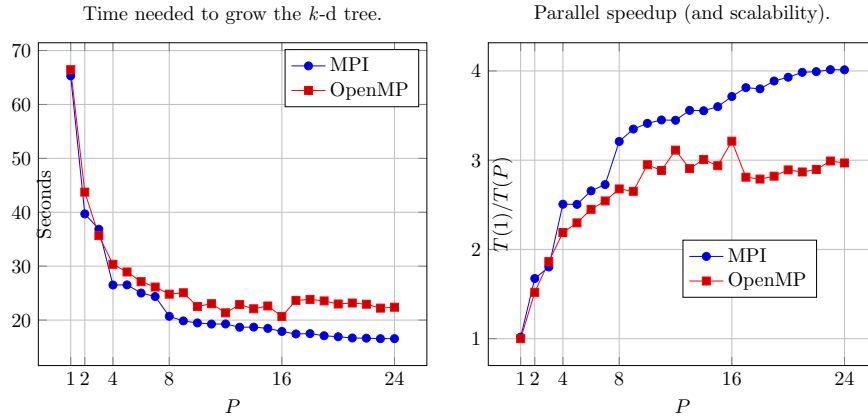 Time needed to grow the k-d tree.
70
60
50
40
30
20
Seconds
MPI
OpenMP
1 2 4 8 16 24
P
Parallel speedup (and scalability).
4
3
2
1
T(1)/T(P)
MPI
OpenMP
1 2 4 8 16 24
P